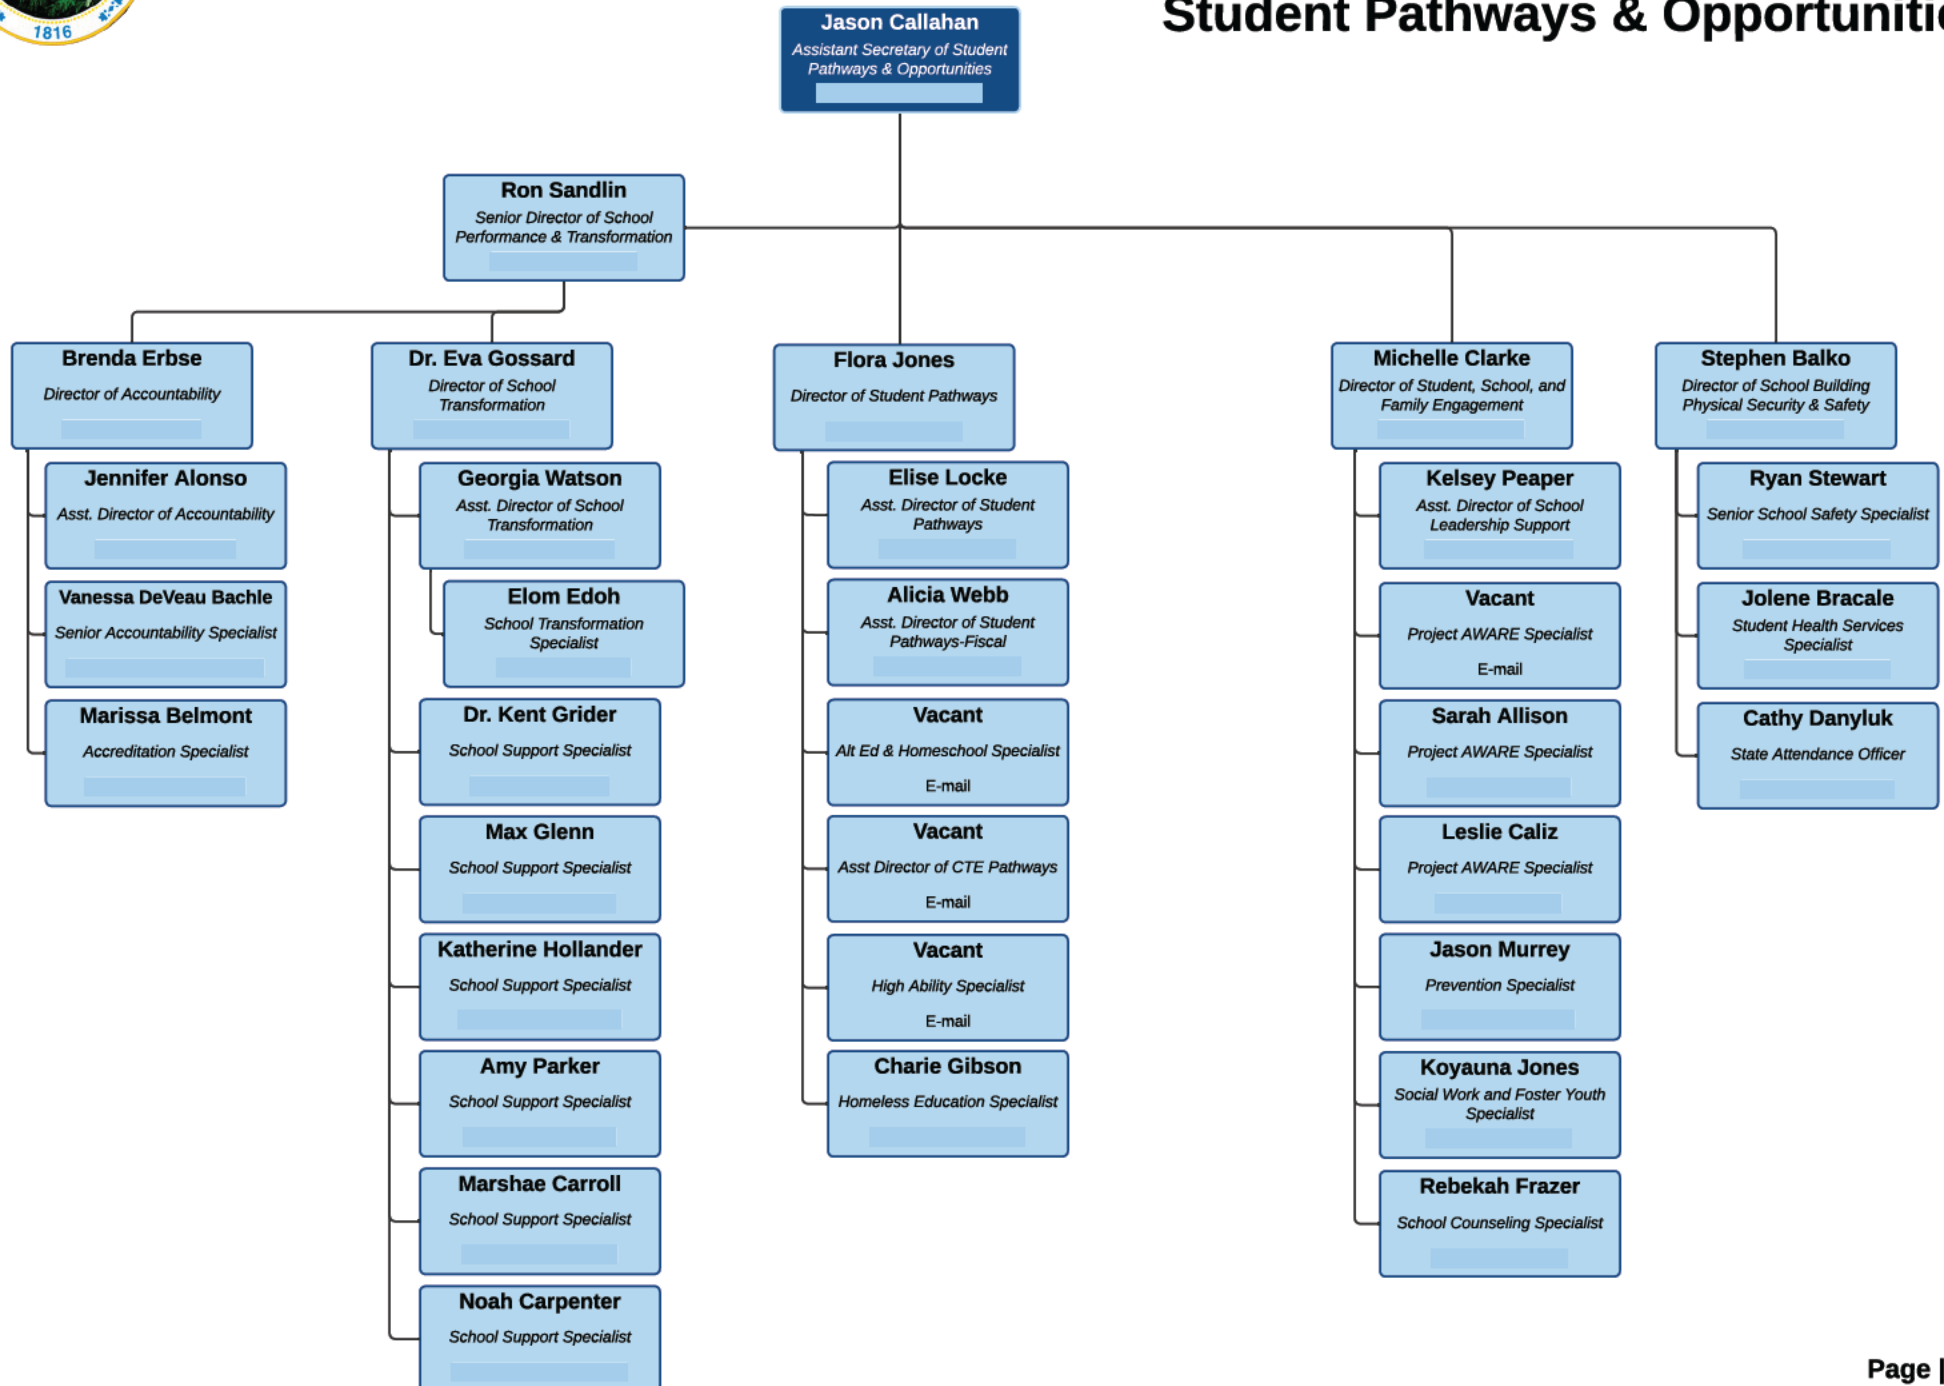 1816
Student Pathways & Opportunitie
Jason Callahan
Assistant Secretary of Student
Pathways & Opportunities
Ron Sandlin
Senior Director of School
Performance & Transformation
Brenda Erbse
Director of Accountability
Jennifer Alonso
Asst. Director of Accountability
Vanessa DeVeau Bachle
Senior Accountability Specialist
Marissa Belmont
Accreditation Specialist
Dr. Eva Gossard
Director of School
Transformation
Georgia Watson
Asst. Director of School
Transformation
Elom Edoh
School Transformation
Specialist
Dr. Kent Grider
School Support Specialist
Max Glenn
School Support Specialist
Katherine Hollander
School Support Specialist
Amy Parker
School Support Specialist
Marshae Carroll
School Support Specialist
Noah Carpenter
School Support Specialist
Flora Jones
Director of Student Pathways
Elise Locke
Asst. Director of Student
Pathways
Alicia Webb
Asst. Director of Student
Pathways-Fiscal
Vacant
Alt Ed & Homeschool Specialist
E-mail
Vacant
Asst Director of CTE Pathways
E-mail
Vacant
High Ability Specialist
E-mail
Charie Gibson
Homeless Education Specialist
Michelle Clarke
Director of Student, School, and
Family Engagement
Kelsey Peaper
Asst. Director of School
Leadership Support
Vacant
Project AWARE Specialist
E-mail
Sarah Allison
Project AWARE Specialist
Leslie Caliz
Project AWARE Specialist
Jason Murrey
Prevention Specialist
Koyauna Jones
Social Work and Foster Youth
Specialist
Rebekah Frazer
School Counseling Specialist
Stephen Balko
Director of School Building
Physical Security & Safety
Ryan Stewart
Senior School Safety Specialist
Jolene Bracale
Student Health Services
Specialist
Cathy Danyluk
State Attendance Officer
Page |